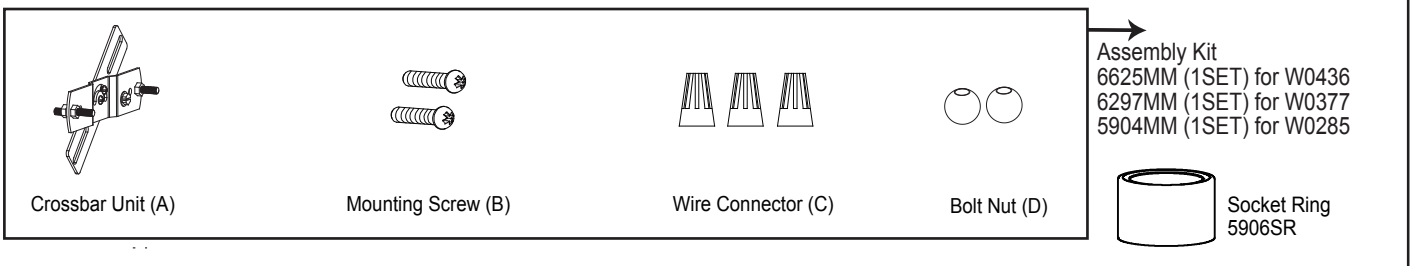 Assembly Kit
6625MM (1SET) for W0436
6297MM (1SET) for W0377
5904MM (1SET) for W0285
Crossbar Unit (A)
Mounting Screw (B)
Wire Connector (C)
Bolt Nut (D)
Socket Ring
5906SR